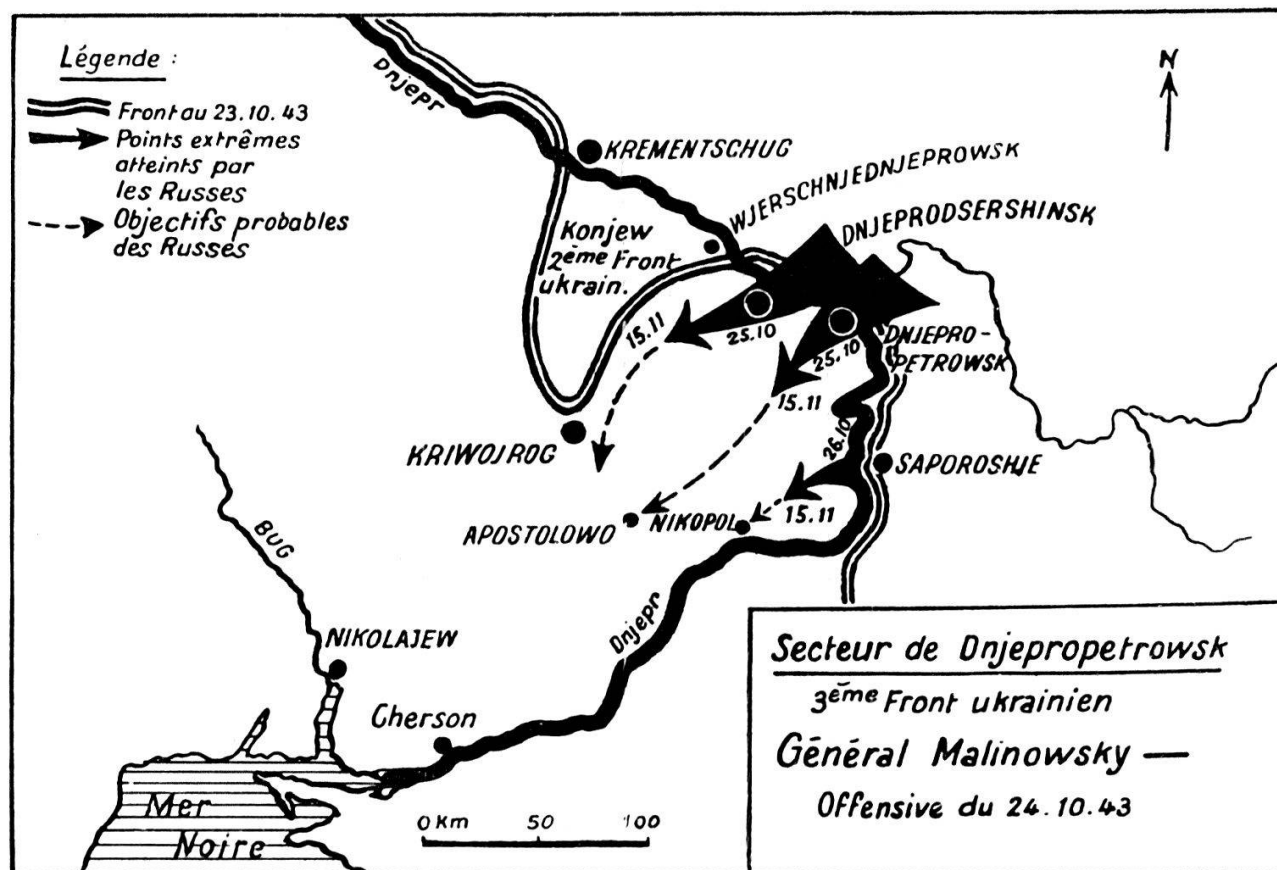 Légende :
Front au 23.10.43
Points extrêmes
atteints par
les Russes
Objectifs probables
des Russes
N
Dnjepr
KREMENTSCHUG
WJERSCHNJEDNJEPROWSK
DNJEPRODSERSHINSK
Konjew
2ème Front
ukrain.
15.11
25.10
25.10
DNJEPRO-
PETROWSK
15.11
26.10
KRIWOJROG
SAPOROSHJE
15.11
APOSTOLOWO
NIKOPOL
BUG
Dnjepr
NIKOLAJEW
Cherson
Mer
Noire
0 Km 50 100
Secteur de Dnjepropetrowsk
3ème Front ukrainien
Général Malinowsky —
Offensive du 24.10.43